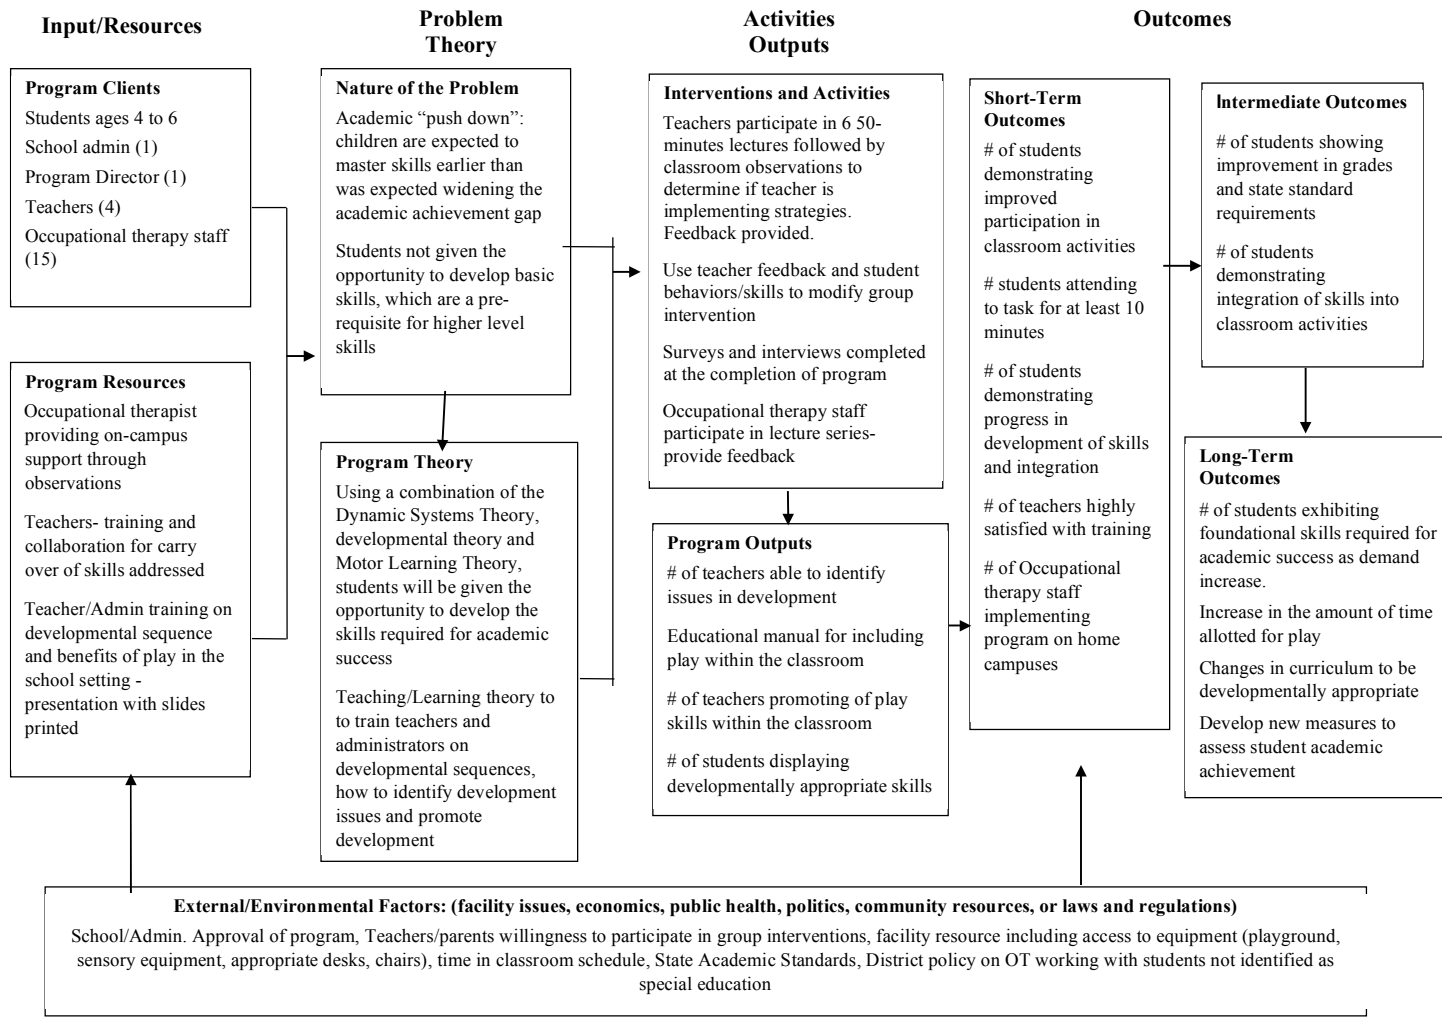 Input/Resources
Problem
Theory
Activities
Outputs
Outcomes
Program Clients
Students ages 4 to 6
School admin (1)
Program Director (1)
Teachers (4)
Occupational therapy staff
(15)
Program Resources
Occupational therapist
providing on-campus
support through
observations
Teachers- training and
collaboration for carry
over of skills addressed
Teacher/Admin training on
developmental sequence
and benefits of play in the
school setting -
presentation with slides
printed
Nature of the Problem
Academic “push down”:
children are expected to
master skills earlier than
was expected widening the
academic achievement gap
Students not given the
opportunity to develop basic
skills, which are a pre-
requisite for higher level
skills
Program Theory
Using a combination of the
Dynamic Systems Theory,
developmental theory and
Motor Learning Theory,
students will be given the
opportunity to develop the
skills required for academic
success
Teaching/Learning theory to
to train teachers and
administrators on
developmental sequences,
how to identify development
issues and promote
development
Interventions and Activities
Teachers participate in 6 50-
minutes lectures followed by
classroom observations to
determine if teacher is
implementing strategies.
Feedback provided.
Use teacher feedback and student
behaviors/skills to modify group
intervention
Surveys and interviews completed
at the completion of program
Occupational therapy staff
participate in lecture series-
provide feedback
Program Outputs
# of teachers able to identify
issues in development
Educational manual for including
play within the classroom
# of teachers promoting of play
skills within the classroom
# of students displaying
developmentally appropriate skills
Short-Term
Outcomes
# of students
demonstrating
improved
participation in
classroom activities
# students attending
to task for at least 10
minutes
# of students
demonstrating
progress in
development of skills
and integration
# of teachers highly
satisfied with training
# of Occupational
therapy staff
implementing
program on home
campuses
Intermediate Outcomes
# of students showing
improvement in grades
and state standard
requirements
# of students
demonstrating
integration of skills into
classroom activities
Long-Term
Outcomes
# of students exhibiting
foundational skills required for
academic success as demand
increase.
Increase in the amount of time
allotted for play
Changes in curriculum to be
developmentally appropriate
Develop new measures to
assess student academic
achievement
External/Environmental Factors: (facility issues, economics, public health, politics, community resources, or laws and regulations)
School/Admin. Approval of program, Teachers/parents willingness to participate in group interventions, facility resource including access to equipment (playground,
sensory equipment, appropriate desks, chairs), time in classroom schedule, State Academic Standards, District policy on OT working with students not identified as
special education